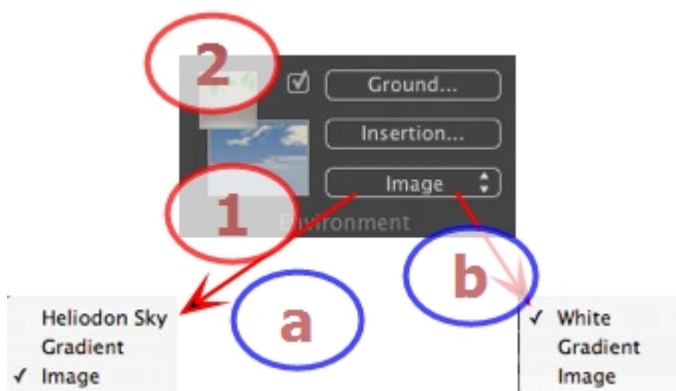 2
Ground...
Insertion...
Image
1
Environment
a
b
Heliodon Sky
Gradient
✓ Image
✓ White
Gradient
Image